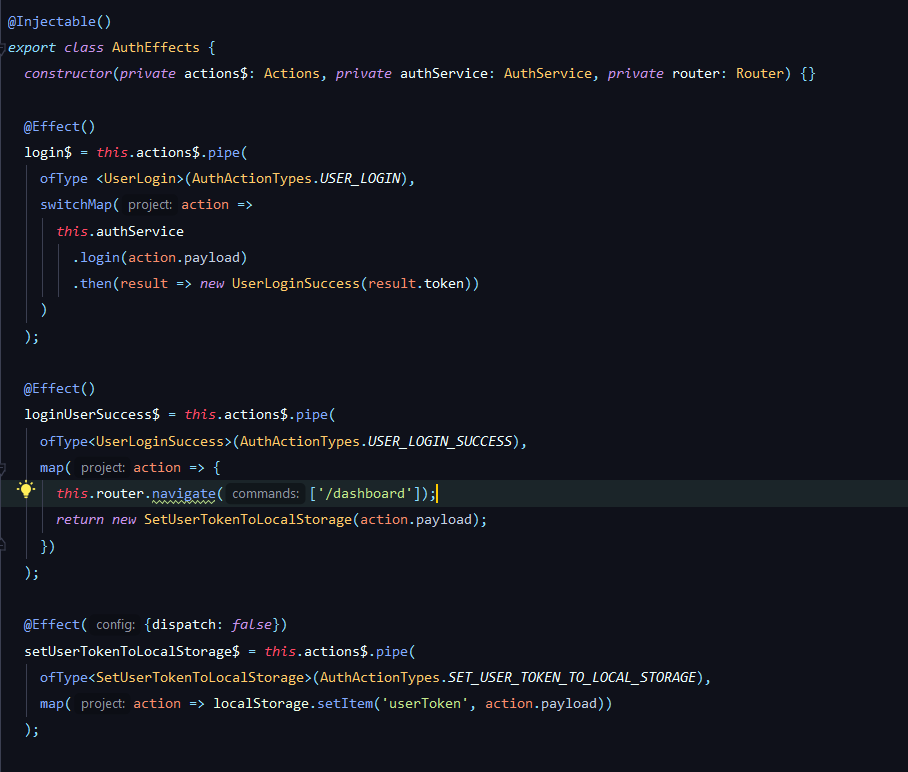 @Injectable()
export class AuthEffects {
constructor(private actions$: Actions, private authService: AuthService, private router: Router) {}
@Effect()
login$ = this.actions$.pipe(
ofType <UserLogin>(AuthActionTypes.USER_LOGIN),
switchMap( project: action =>
this.authService
.login(action.payload)
.then(result => new UserLoginSuccess(result.token))
)
);
@Effect()
loginUserSuccess$ = this.actions$.pipe(
ofType<UserLoginSuccess>(AuthActionTypes.USER_LOGIN_SUCCESS),
map( project: action => {
this.router.navigate( commands: ['/dashboard']);
return new SetUserTokenToLocalStorage(action.payload);
})
);
@Effect( config: {dispatch: false})
setUserTokenToLocalStorage$ = this.actions$.pipe(
ofType<SetUserTokenToLocalStorage>(AuthActionTypes.SET_USER_TOKEN_TO_LOCAL_STORAGE),
map( project: action => localStorage.setItem('userToken', action.payload))
);